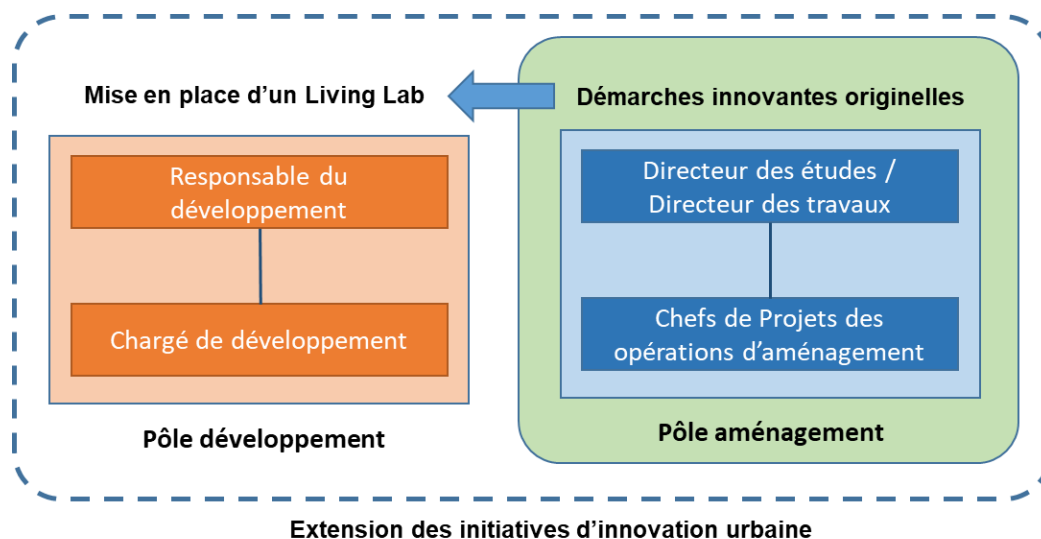 Mise en place d’un Living Lab
Responsable du
développement
Chargé de développement
Pôle développement
Démarches innovantes originelles
Directeur des études /
Directeur des travaux
Chefs de Projets des
opérations d’aménagement
Pôle aménagement
Extension des initiatives d’innovation urbaine